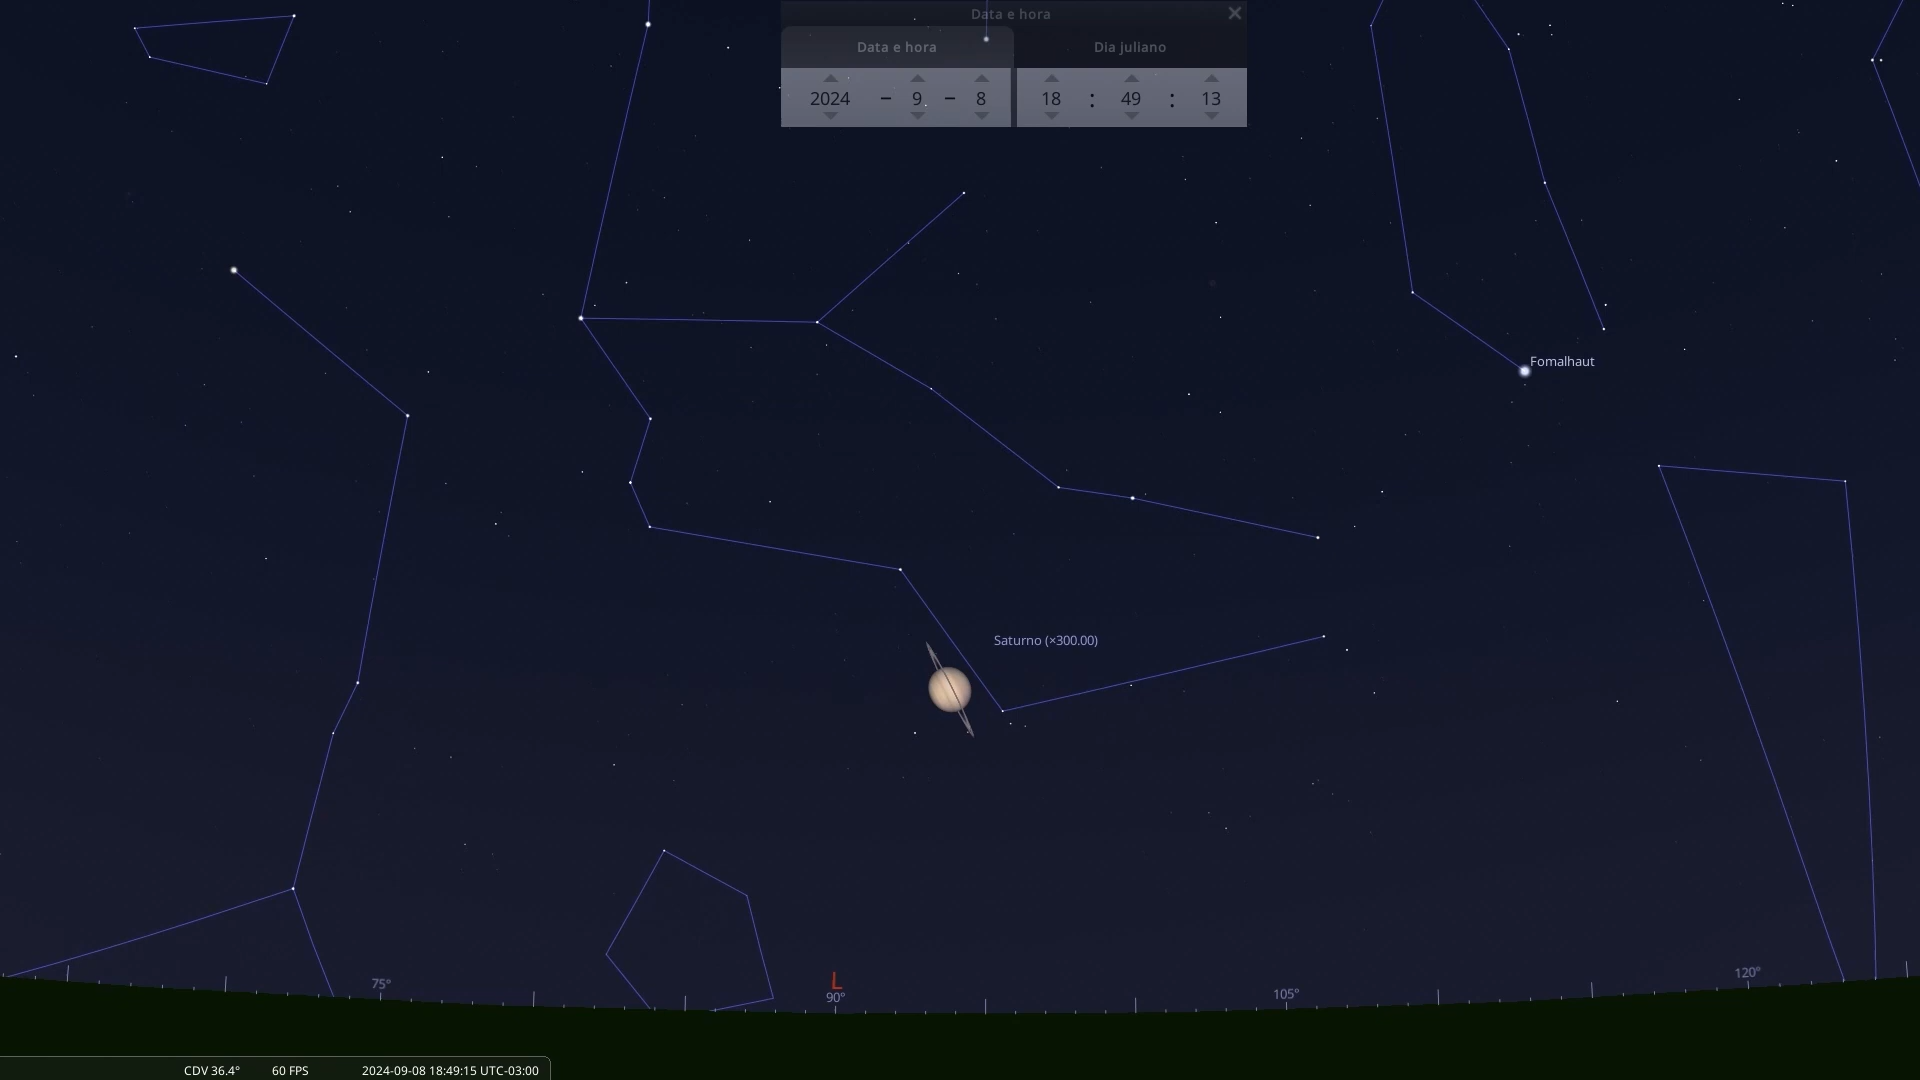 Data e hora
Data e hora Dia juliano
2024 - 9 - 8 18 : 49 : 13
Fomalhaut
Saturno (×300.00)
75°
L
90°
105°
120°
CDV 36.4° 60 FPS 2024-09-08 18:49:15 UTC-03:00